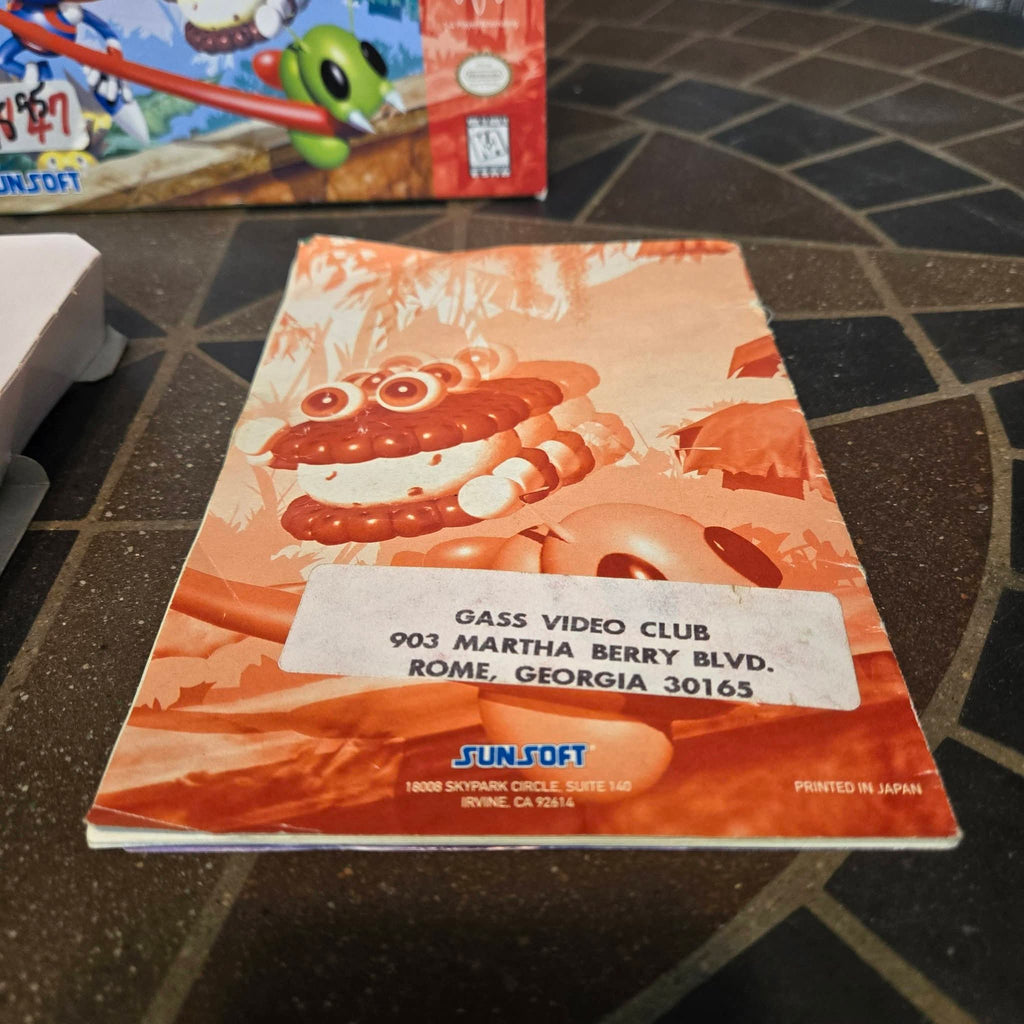 SUNSOFT
GASS VIDEO CLUB
903 MARTHA BERRY BLVD.
ROME, GEORGIA 30165
SUNSOFT
18008 SKYPARK CIRCLE, SUITE 140
IRVINE, CA 92614
PRINTED IN JAPAN